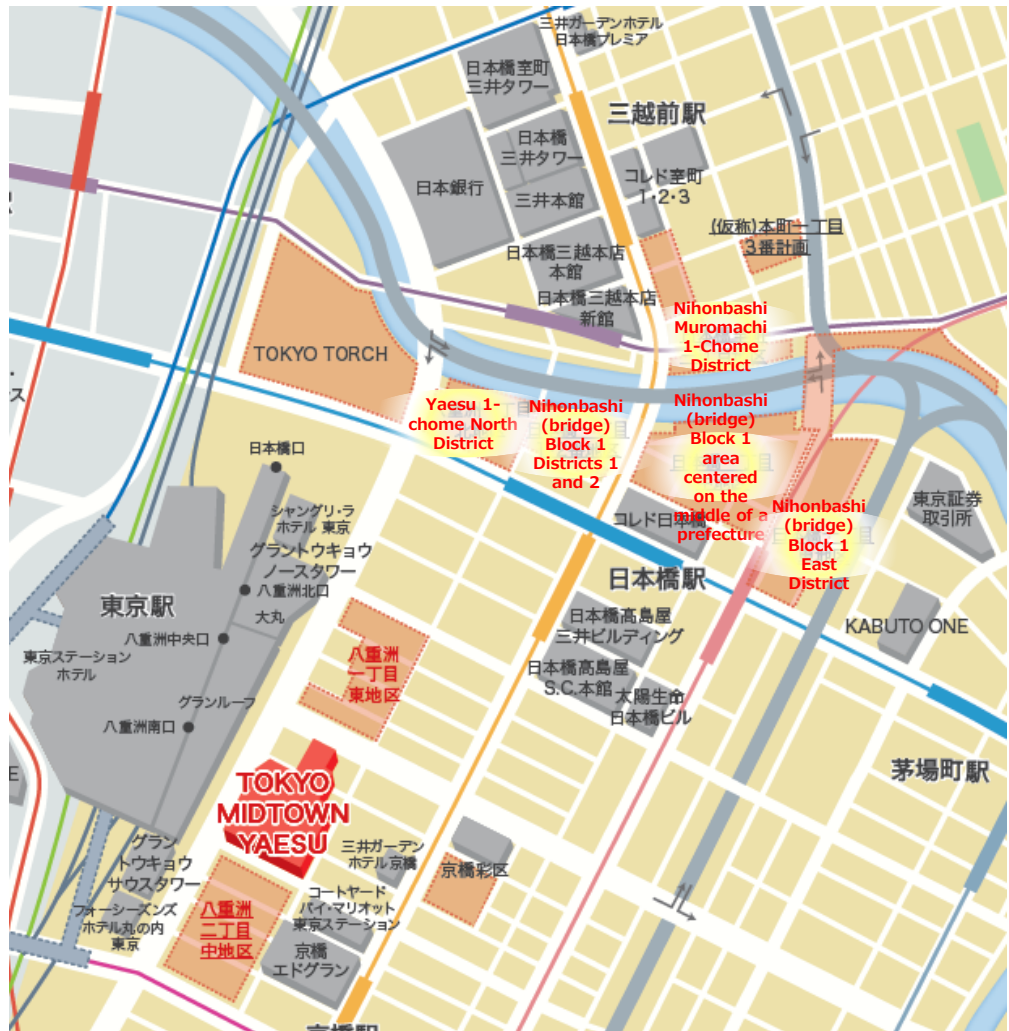 三井ガーデンホテル
日本橋プレミア
日本橋室町
三井タワー
三越前駅
日本橋
三井タワー
日本銀行
三井本館
コレド室町
1・2・3
(仮称)本町一丁目
3番計画
日本橋三越本店
本館
日本橋三越本店
新館
Nihonbashi
Muromachi
1-Chome
District
TOKYO TORCH
Yaesu 1-
chome North
District
Nihonbashi
(bridge)
Block 1
Districts 1
and 2
Nihonbashi
(bridge)
Block 1
area
centered
on the
middle of a
prefecture
Nihonbashi
(bridge)
Block 1
East
District
日本橋口
シャングリ・ラ
ホテル 東京
グラントウキョウ
ノースタワー
コレド日本橋
東京証券
取引所
日本橋駅
東京駅
八重洲北口
大丸
八重洲中央口
東京ステーション
ホテル
グランルーフ
八重洲南口
八重洲
一丁目
東地区
日本橋髙島屋
三井ビルディング
日本橋髙島屋
S.C.本館
太陽生命
日本橋ビル
KABUTO ONE
茅場町駅
TOKYO
MIDTOWN
YAESU
グラン
トウキョウ
サウスタワー
三井ガーデン
ホテル京橋
京橋彩区
フォーシーズンズ
ホテル丸の内
東京
八重洲
二丁目
中地区
コートヤード
バイ・マリオット
東京ステーション
京橋
エドグラン
京橋駅